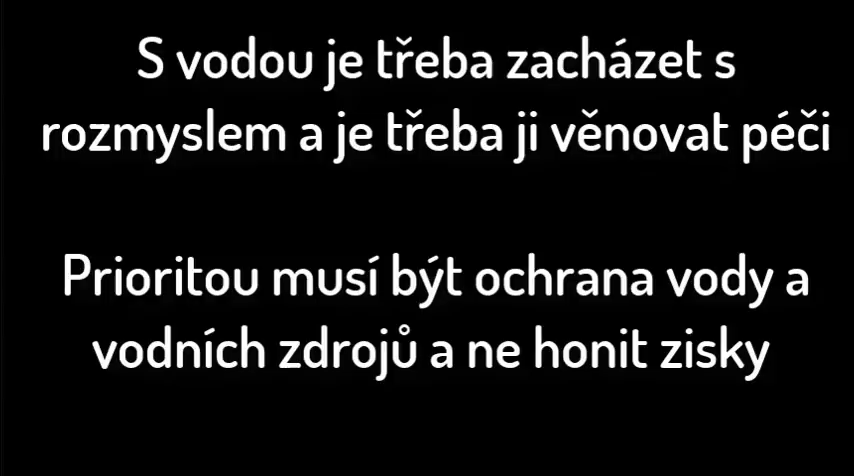 S vodou je třeba zacházet s
rozmyslem a je třeba ji věnovat péči
Prioritou musí být ochrana vody a
vodních zdrojů a ne honit zisky